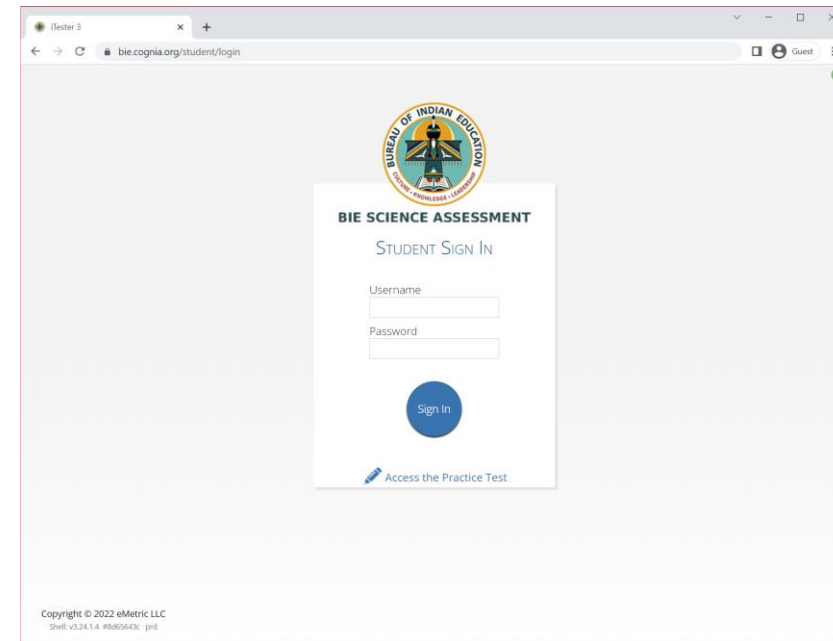 iTester 3
bie.cognia.org/student/login
Guest
BUREAU OF INDIAN EDUCATION
CULTURE • KNOWLEDGE • LEADERSHIP
BIE SCIENCE ASSESSMENT
Student Sign In
Username
Password
Sign In
Access the Practice Test
Copyright © 2022 eMetric LLC
Shell: v3.24.1.4 #8d65643c prd